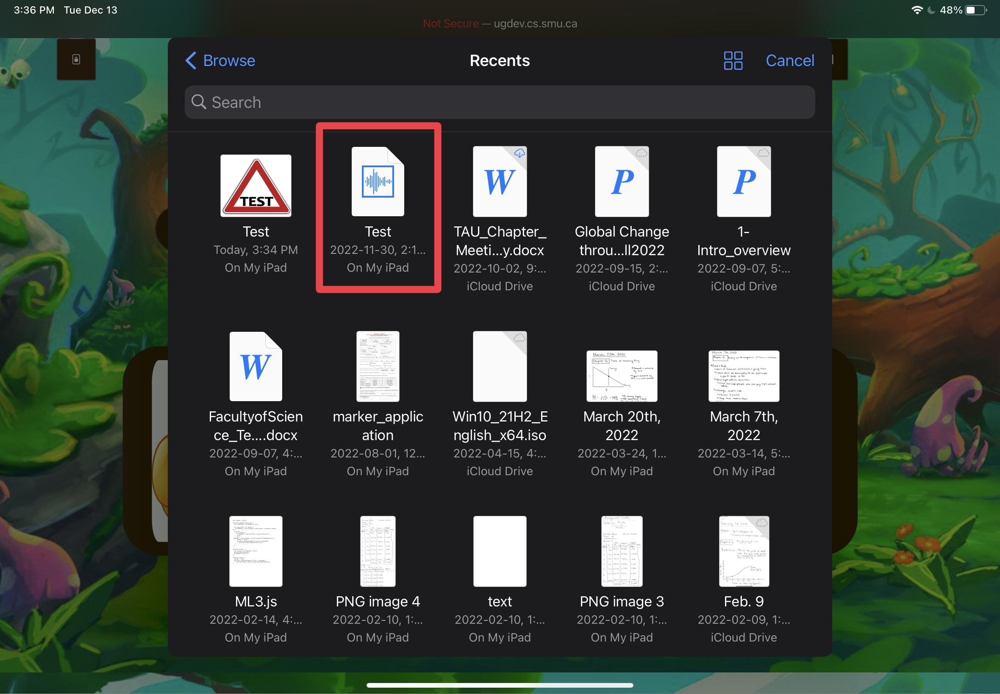 3:36 PM Tue Dec 13
48%
Not Secure — ugdev.cs.smu.ca
Browse
Recents
Cancel
Search
TEST
W
P
P
Test
Test
TAU_Chapter_
Global Change
1-
Meeti...y.docx
throu...ll2022
Intro_overview
Today, 3:34 PM
2022-11-30, 2:1...
2022-10-02, 9:...
2022-09-15, 2:...
2022-09-07, 5:...
On My iPad
On My iPad
iCloud Drive
iCloud Drive
iCloud Drive
W
March 20th, 2022
Chapter 16
March 7th, 2022
FacultyofScien
marker_applic
Win10_21H2_E
March 20th,
March 7th,
ce_Te....docx
ation
nglish_x64.iso
2022
2022
2022-09-07, 4:...
2022-08-01, 12...
2022-04-15, 4:...
2022-03-24, 1...
2022-03-14, 5:...
On My iPad
On My iPad
iCloud Drive
On My iPad
On My iPad
ML3.js
PNG image 4
text
PNG image 3
Feb. 9
2022-02-14, 4:...
2022-02-10, 1:...
2022-02-10, 1:...
2022-02-10, 1:...
2022-02-09, 1:...
On My iPad
On My iPad
On My iPad
On My iPad
iCloud Drive